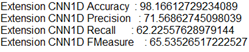 Extension CNN1D Accuracy : 98.16612729234089
Extension CNN1D Precision : 71.56862745098039
Extension CNN1D Recall : 62.22557628979144
Extension CNN1D FMeasure : 65.5352651722252